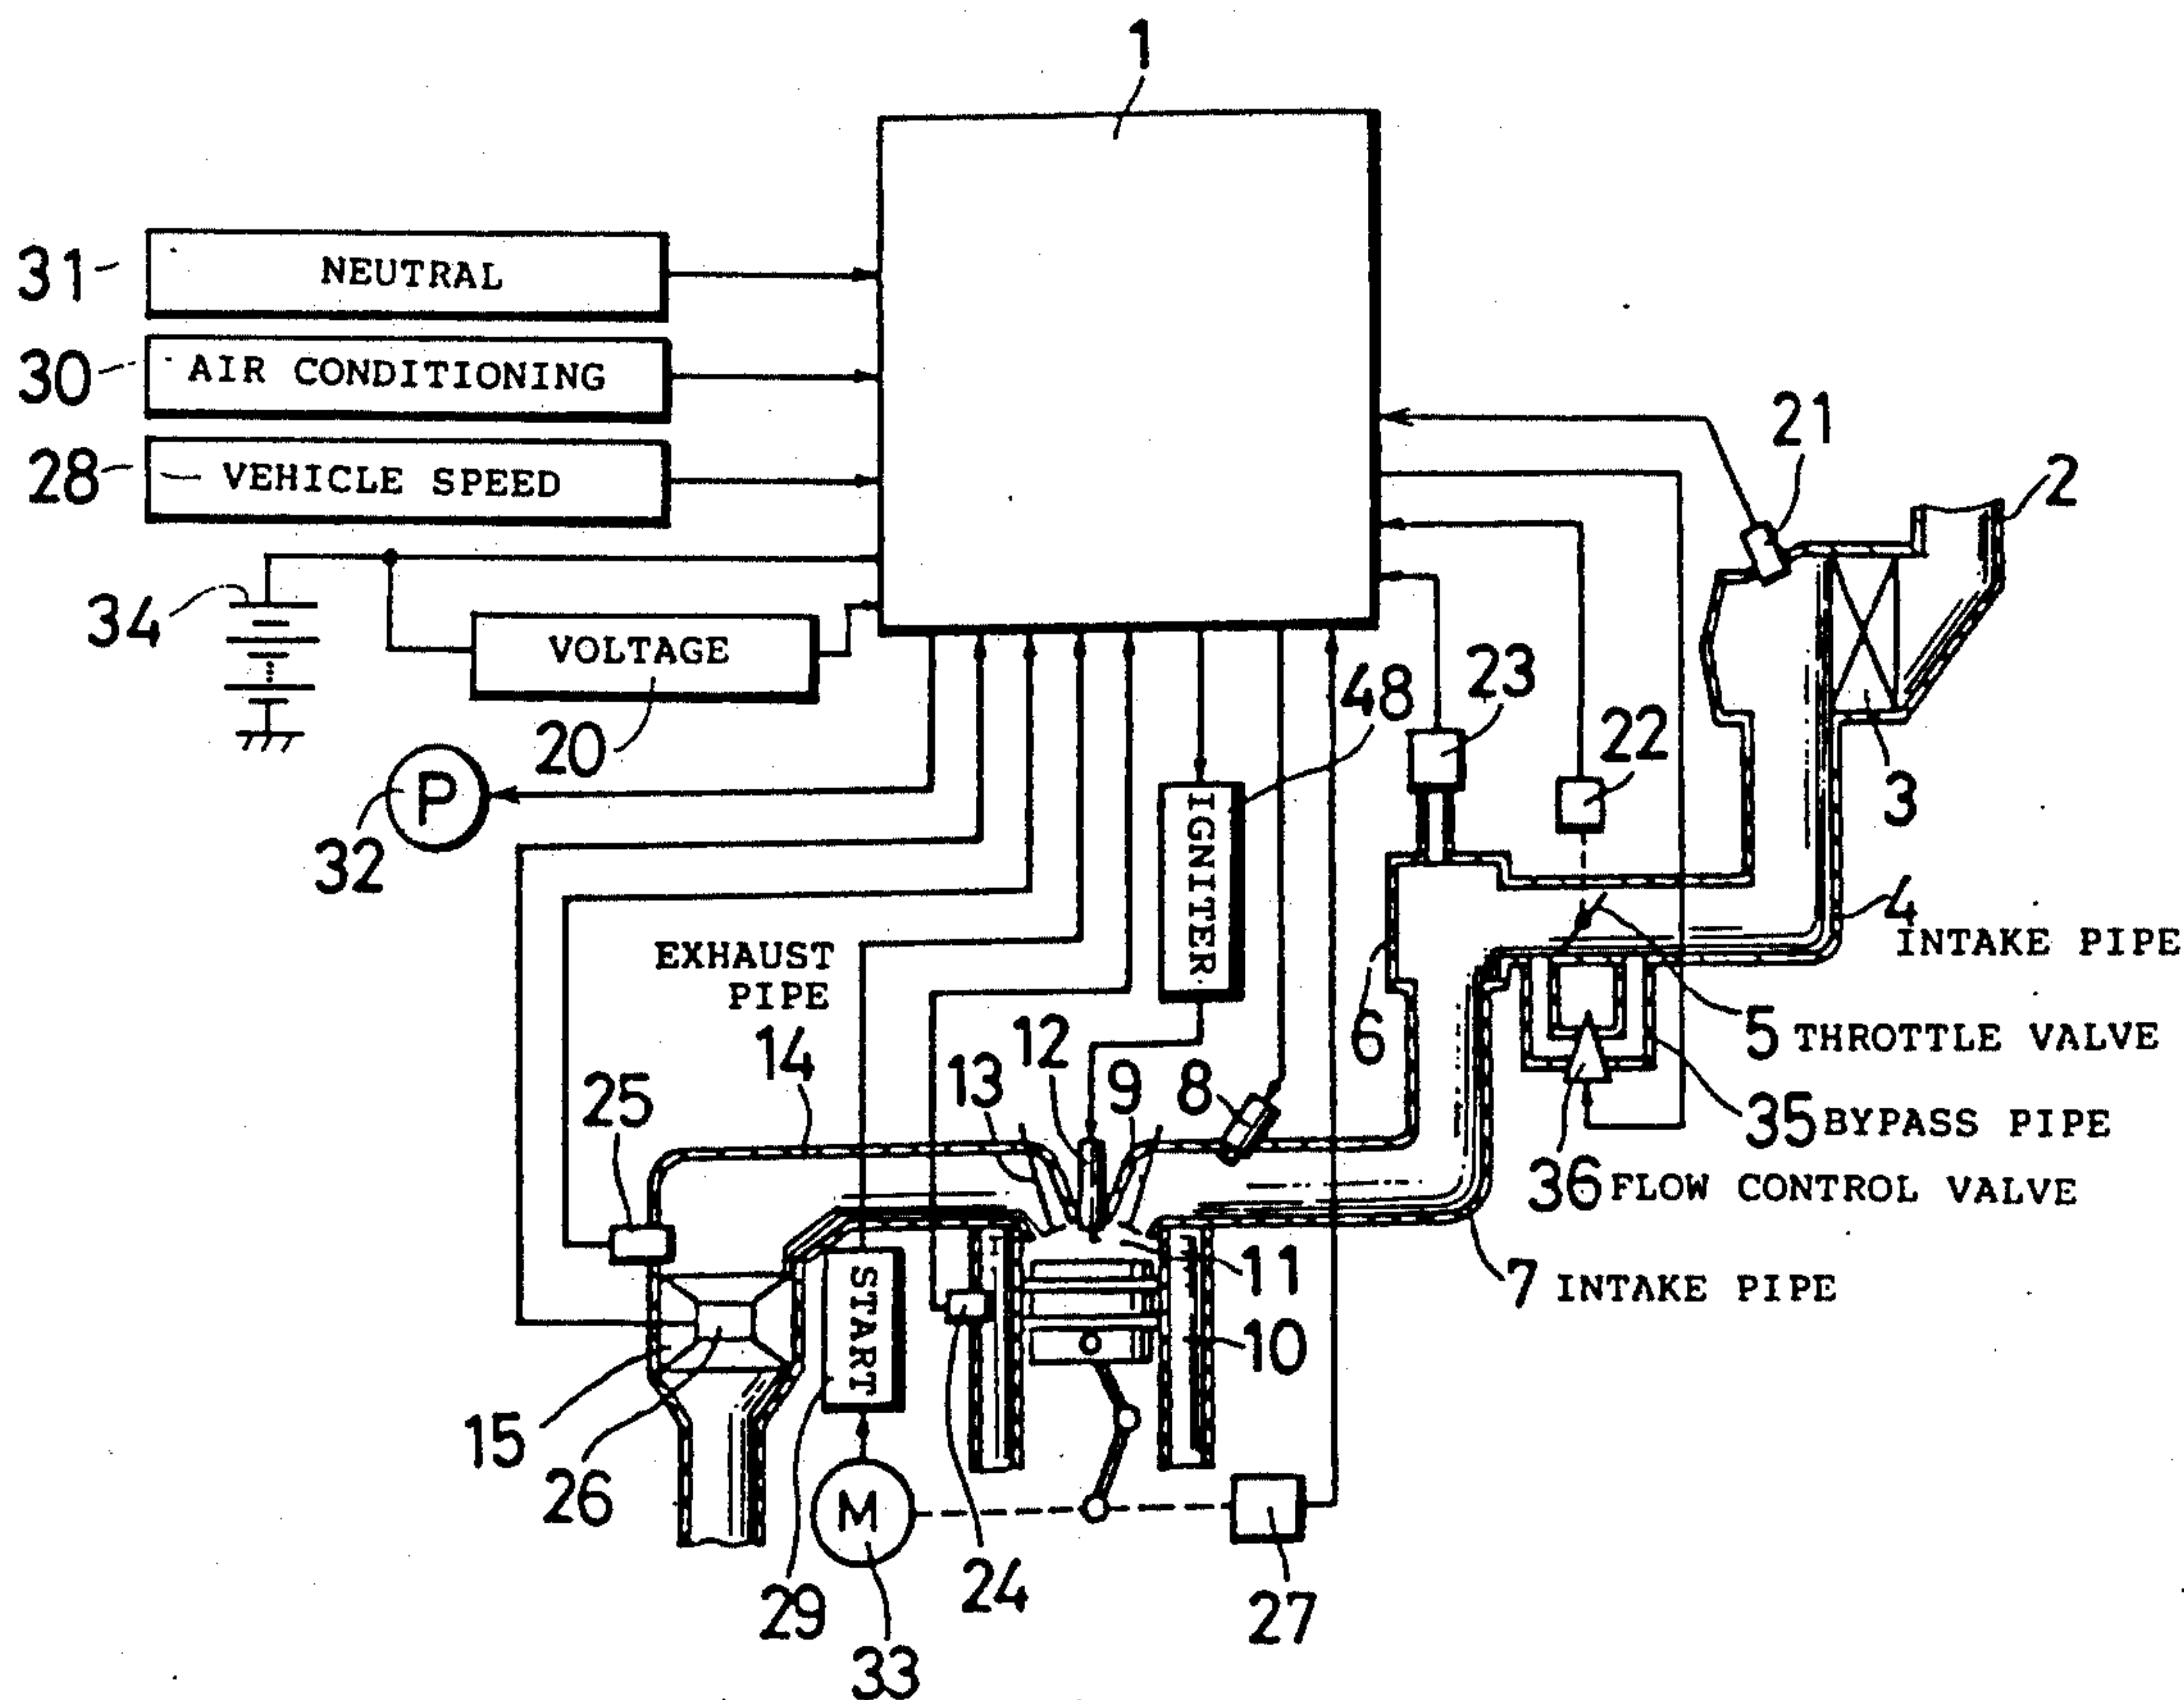 1
31 NEUTRAL
30 AIR CONDITIONING
28 VEHICLE SPEED
21
2
34
VOLTAGE
20
23
48
22
3
P
32
IGNITER
4
INTAKE PIPE
EXHAUST
PIPE
14
6
5 THROTTLE VALVE
13
12
9
8
25
35 BYPASS PIPE
36 FLOW CONTROL VALVE
11
7 INTAKE PIPE
START
10
15
26
M
29
24
27
33